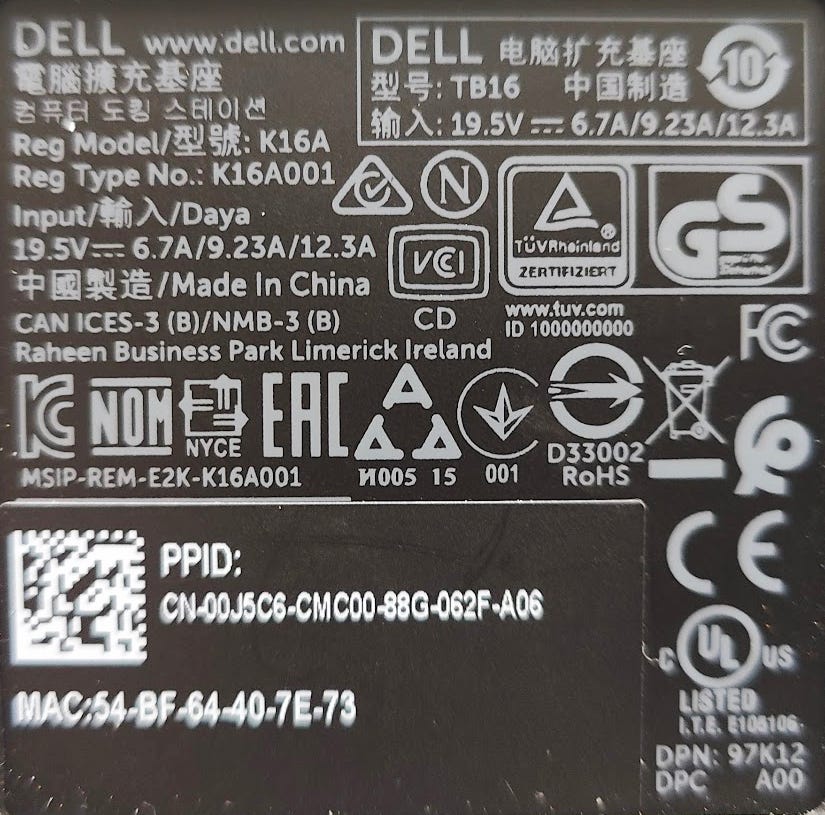 DELL www.dell.com
電腦擴充基座
컴퓨터 도킹 스테이션
Reg Model/型號: K16A
Reg Type No.: K16A001
Input/輸入/Daya
19.5V⎓ 6.7A/9.23A/12.3A
中國製造/Made In China
CAN ICES-3 (B)/NMB-3 (B)
Raheen Business Park Limerick Ireland
DELL 电脑扩充基座
型号: TB16 中国制造
输入: 19.5V⎓ 6.7A/9.23A/12.3A
10
N
VCI
CD
TÜVRheinland
ZERTIFIZIERT
GS
geprüfte
Sicherheit
www.tuv.com
ID 1000000000
FC
KC NOM NYCE EAC
И005 15
001
D33002
RoHS
MSIP-REM-E2K-K16A001
PPID:
CN-00J5C6-CMC00-88G-062F-A06
MAC:54-BF-64-40-7E-73
CE
c UL US
LISTED
I.T.E. E105106
DPN: 97K12
DPC A00